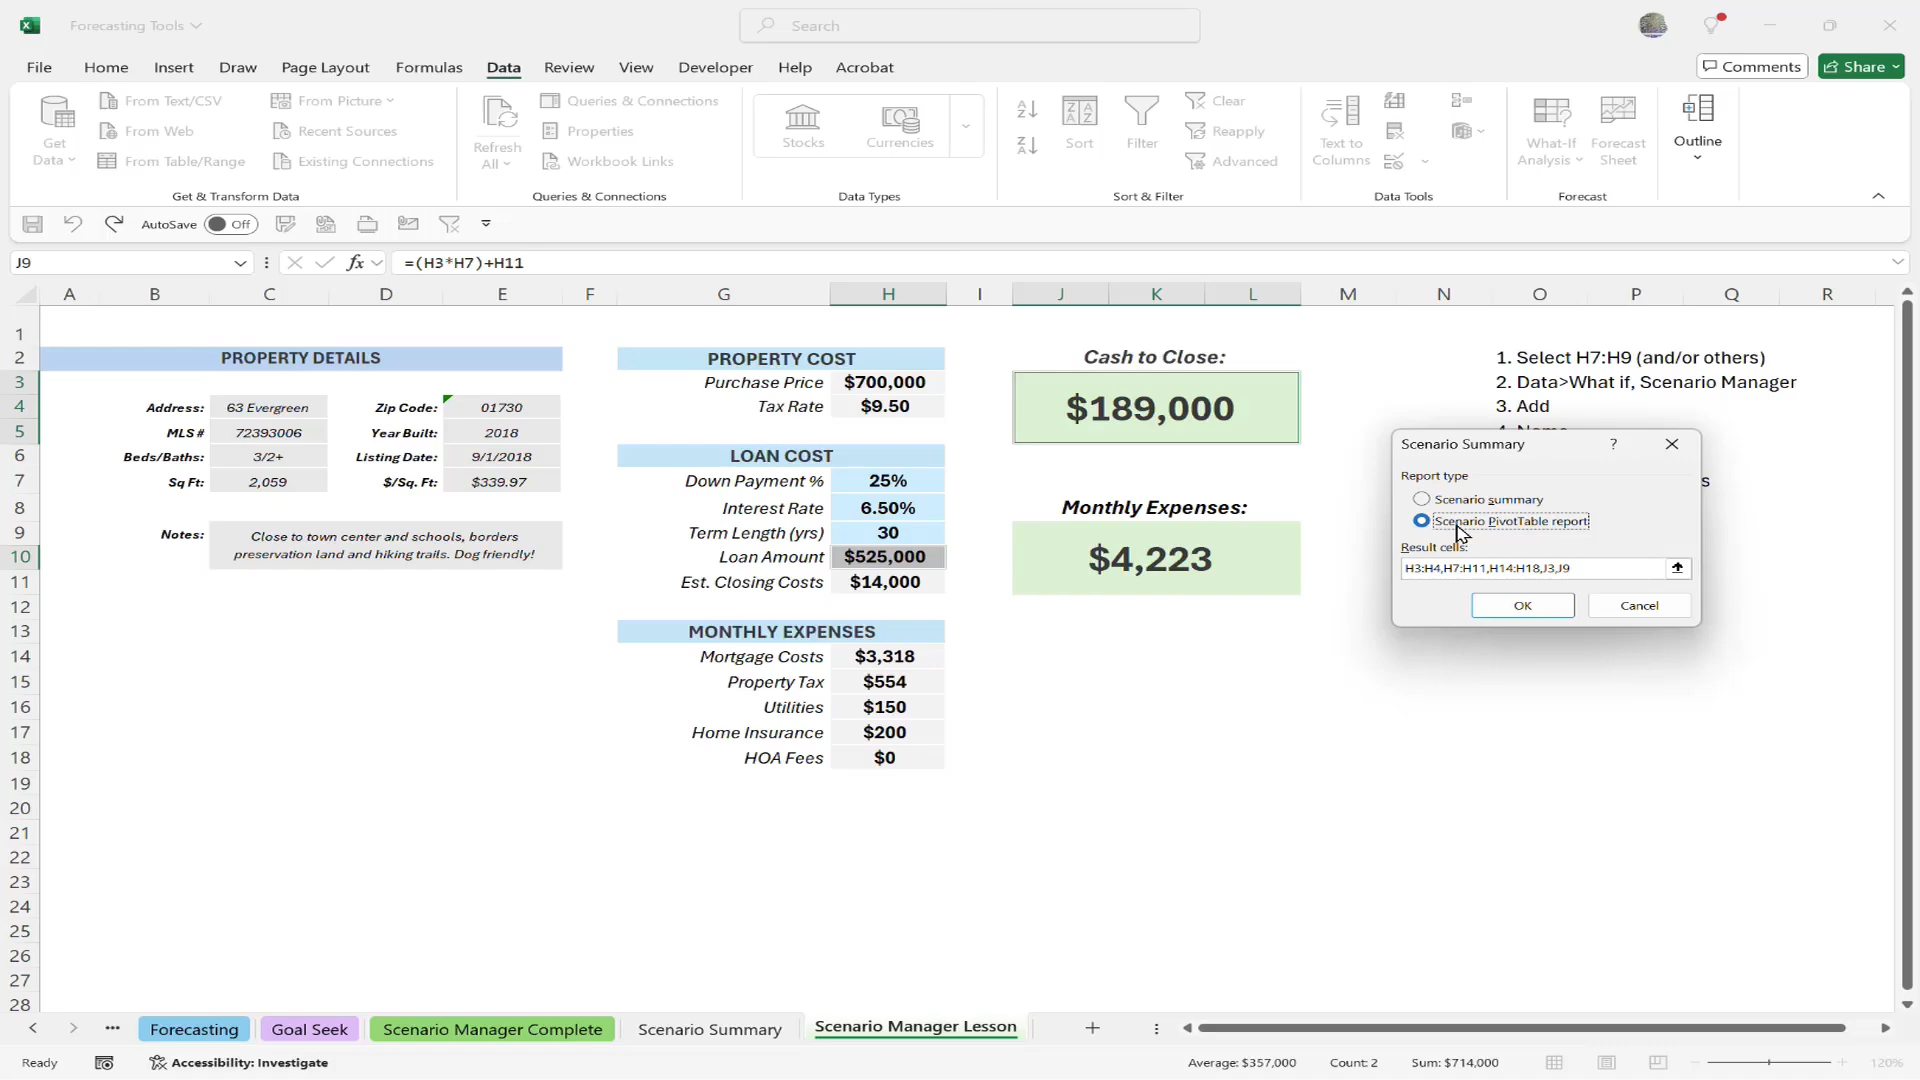 Forecasting Tools
Search
File Home Insert Draw Page Layout Formulas Data Review View Developer Help Acrobat
Comments Share
Get Data
From Text/CSV
From Web
From Table/Range
From Picture
Recent Sources
Existing Connections
Get & Transform Data
Refresh All
Queries & Connections
Properties
Workbook Links
Queries & Connections
Stocks Currencies
Data Types
Sort Filter
Clear
Reapply
Advanced
Sort & Filter
Text to Columns
Data Tools
What-If Analysis
Forecast Sheet
Forecast
Outline
AutoSave Off
J9 fx =(H3*H7)+H11
A B C D E F G H I J K L M N O P Q R
1
2
3
4
5
6
7
8
9
10
11
12
13
14
15
16
17
18
19
20
21
22
23
24
25
26
27
28
PROPERTY DETAILS
Address: 63 Evergreen Zip Code: 01730
MLS # 72393006 Year Built: 2018
Beds/Baths: 3/2+ Listing Date: 9/1/2018
Sq Ft: 2,059 $/Sq. Ft: $339.97
Notes: Close to town center and schools, borders
preservation land and hiking trails. Dog friendly!
PROPERTY COST
Purchase Price $700,000
Tax Rate $9.50
LOAN COST
Down Payment % 25%
Interest Rate 6.50%
Term Length (yrs) 30
Loan Amount $525,000
Est. Closing Costs $14,000
MONTHLY EXPENSES
Mortgage Costs $3,318
Property Tax $554
Utilities $150
Home Insurance $200
HOA Fees $0
Cash to Close:
$189,000
Monthly Expenses:
$4,223
1. Select H7:H9 (and/or others)
2. Data>What if, Scenario Manager
3. Add
Scenario Summary ?
Report type
Scenario summary
Scenario PivotTable report
Result cells:
H3:H4,H7:H11,H14:H18,J3,J9
OK Cancel
Forecasting Goal Seek Scenario Manager Complete Scenario Summary Scenario Manager Lesson
Ready Accessibility: Investigate Average: $357,000 Count: 2 Sum: $714,000 120%